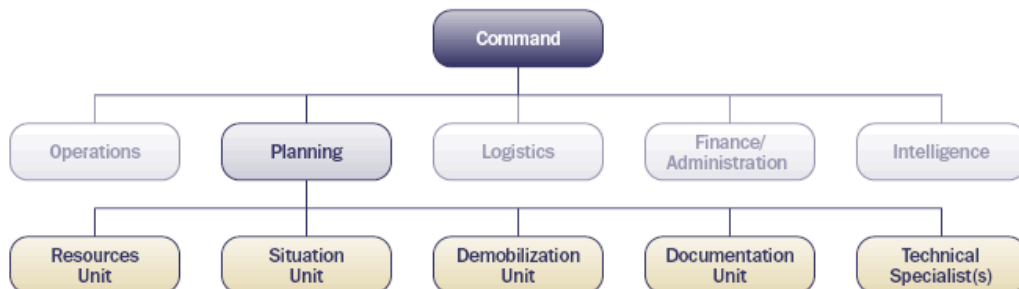 Command
Operations
Planning
Logistics
Finance/
Administration
Intelligence
Resources
Unit
Situation
Unit
Demobilization
Unit
Documentation
Unit
Technical
Specialist(s)